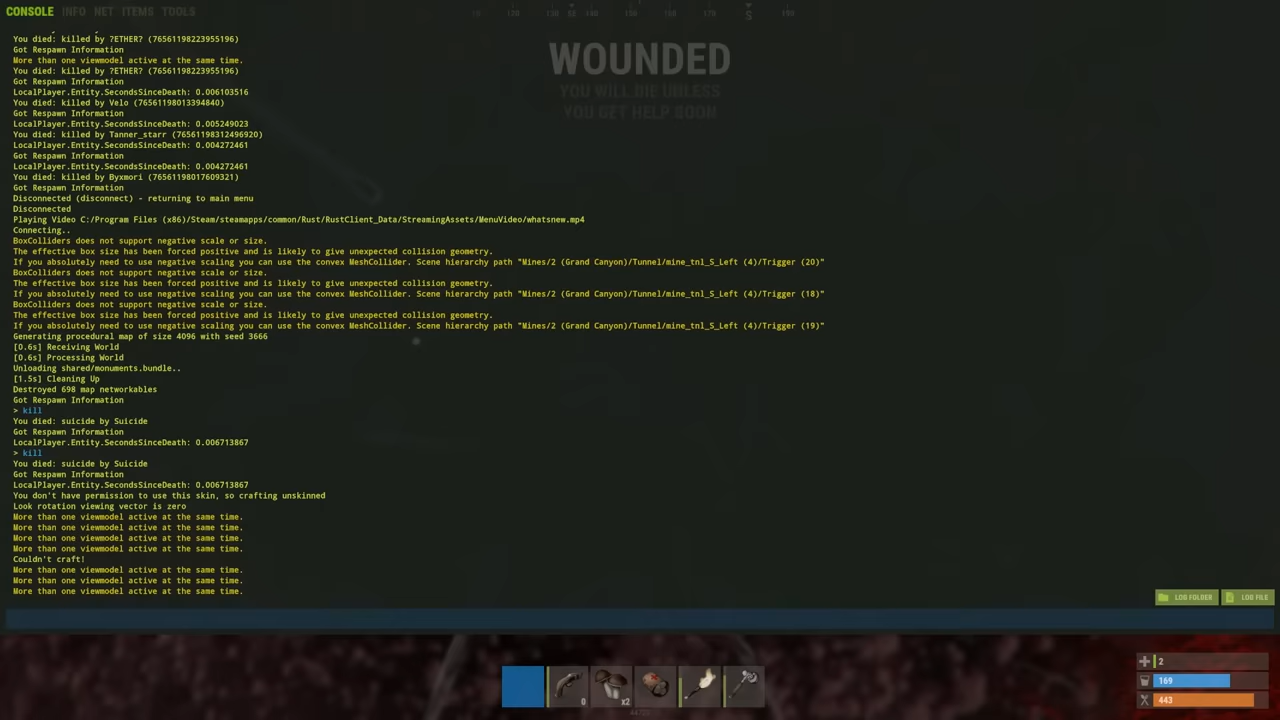 CONSOLE INFO NET ITEMS TOOLS
WOUNDED
YOU WILL DIE UNLESS
YOU GET HELP SOON
You died: killed by ?ETHER? (76561198223955196)
Got Respawn Information
More than one viewmodel active at the same time.
You died: killed by ?ETHER? (76561198223955196)
Got Respawn Information
LocalPlayer.Entity.SecondsSinceDeath: 0.006103516
You died: killed by Velo (76561198013394840)
Got Respawn Information
LocalPlayer.Entity.SecondsSinceDeath: 0.005249023
You died: killed by Tanner_starr (76561198312496920)
LocalPlayer.Entity.SecondsSinceDeath: 0.004272461
Got Respawn Information
LocalPlayer.Entity.SecondsSinceDeath: 0.004272461
You died: killed by Byxmori (76561198017609321)
Got Respawn Information
Disconnected (disconnect) - returning to main menu
Disconnected
Playing Video C:/Program Files (x86)/Steam/steamapps/common/Rust/RustClient_Data/StreamingAssets/MenuVideo/whatsnew.mp4
Connecting..
BoxColliders does not support negative scale or size.
The effective box size has been forced positive and is likely to give unexpected collision geometry.
If you absolutely need to use negative scaling you can use the convex MeshCollider. Scene hierarchy path "Mines/2 (Grand Canyon)/Tunnel/mine_tnl_S_Left (4)/Trigger (20)"
BoxColliders does not support negative scale or size.
The effective box size has been forced positive and is likely to give unexpected collision geometry.
If you absolutely need to use negative scaling you can use the convex MeshCollider. Scene hierarchy path "Mines/2 (Grand Canyon)/Tunnel/mine_tnl_S_Left (4)/Trigger (18)"
BoxColliders does not support negative scale or size.
The effective box size has been forced positive and is likely to give unexpected collision geometry.
If you absolutely need to use negative scaling you can use the convex MeshCollider. Scene hierarchy path "Mines/2 (Grand Canyon)/Tunnel/mine_tnl_S_Left (4)/Trigger (19)"
Generating procedural map of size 4096 with seed 3666
[0.6s] Receiving World
[0.6s] Processing World
Unloading shared/monuments.bundle..
[1.5s] Cleaning Up
Destroyed 698 map networkables
Got Respawn Information
> kill
You died: suicide by Suicide
Got Respawn Information
LocalPlayer.Entity.SecondsSinceDeath: 0.006713867
> kill
You died: suicide by Suicide
Got Respawn Information
LocalPlayer.Entity.SecondsSinceDeath: 0.006713867
You don't have permission to use this skin, so crafting unskinned
Look rotation viewing vector is zero
More than one viewmodel active at the same time.
More than one viewmodel active at the same time.
More than one viewmodel active at the same time.
More than one viewmodel active at the same time.
Couldn't craft!
More than one viewmodel active at the same time.
More than one viewmodel active at the same time.
More than one viewmodel active at the same time.
LOG FOLDER LOG FILE
0 x2
2
169
443